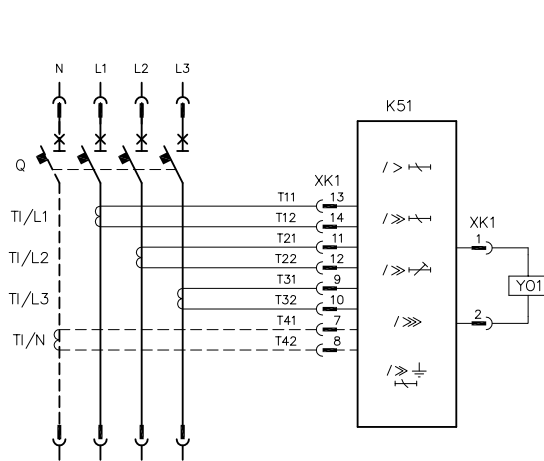 N L1 L2 L3
K51
Q
XK1
T11 13
TI/L1
T12 14
XK1
T21 11
1
TI/L2
T22 12
T31 9
YO1
TI/L3
T32 10
T41 7
2
TI/N
T42 8